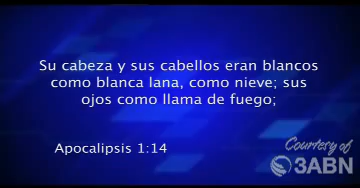 Su cabeza y sus cabellos eran blancos
como blanca lana, como nieve; sus
ojos como llama de fuego;
Apocalipsis 1:14
Courtesy of
3ABN